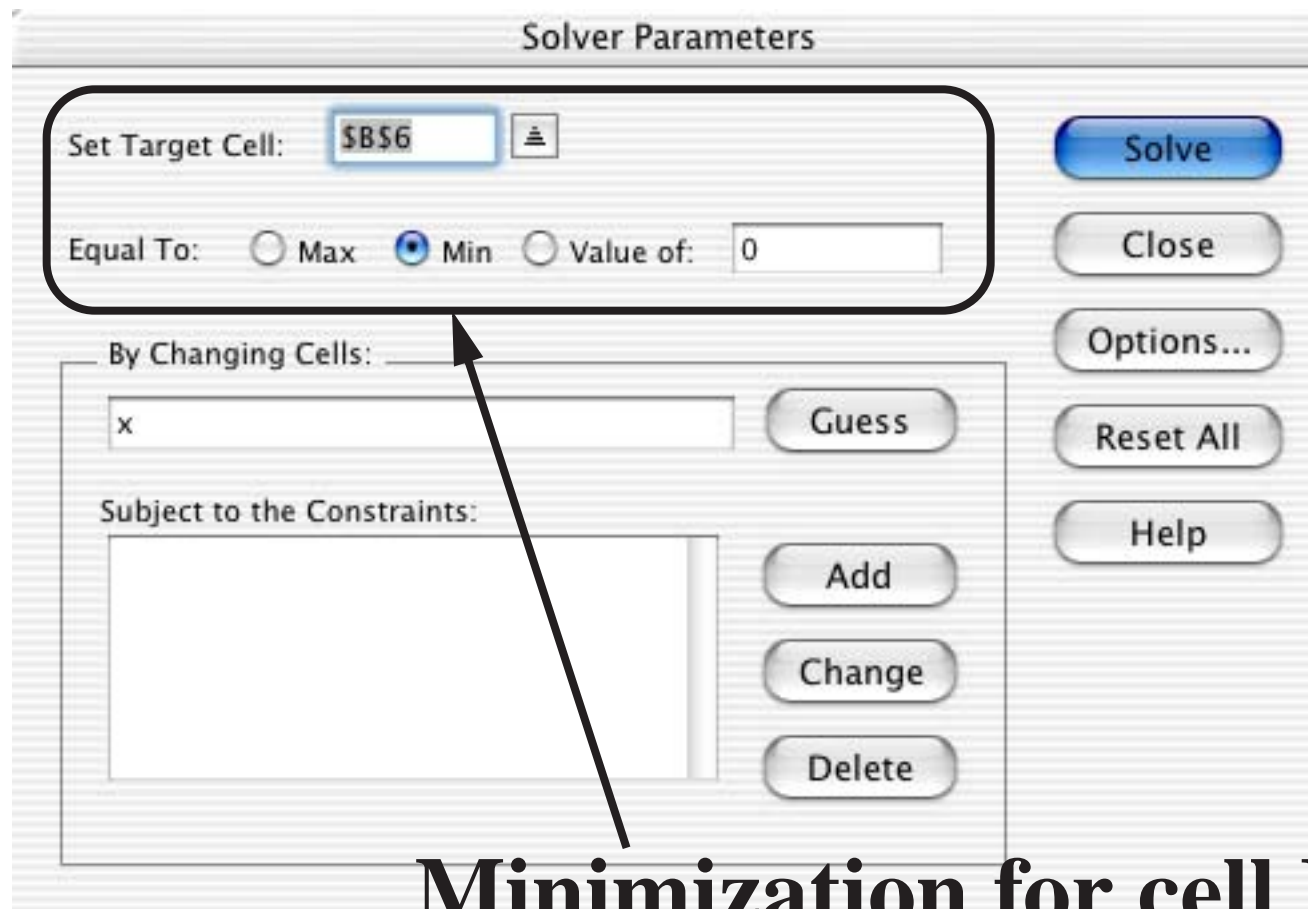 Solver Parameters
Set Target Cell: $B$6
Solve
Equal To: Max Min Value of: 0
Close
By Changing Cells:
Options...
x Guess
Reset All
Subject to the Constraints:
Help
Add
Change
Delete
Minimization for cell